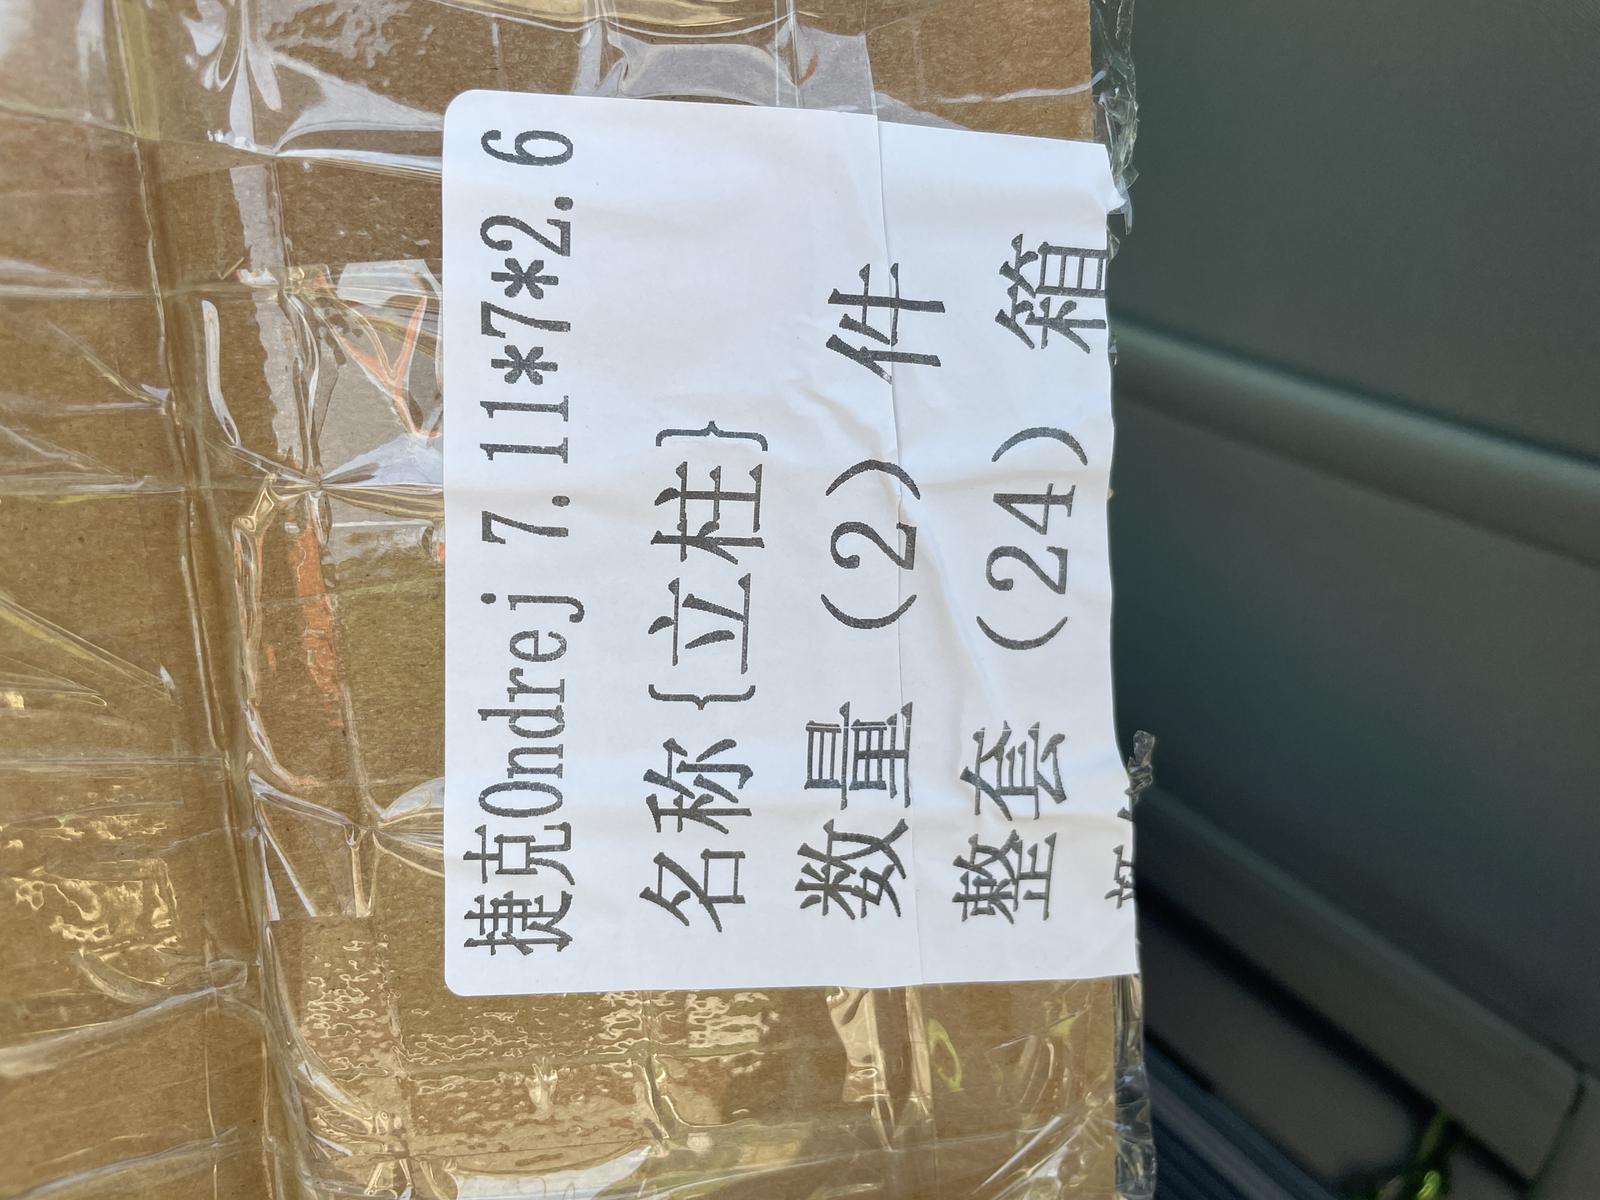 捷克Ondrej 7.11*7*2.6
名称{立柱}
数量（2）件
整套（24）箱